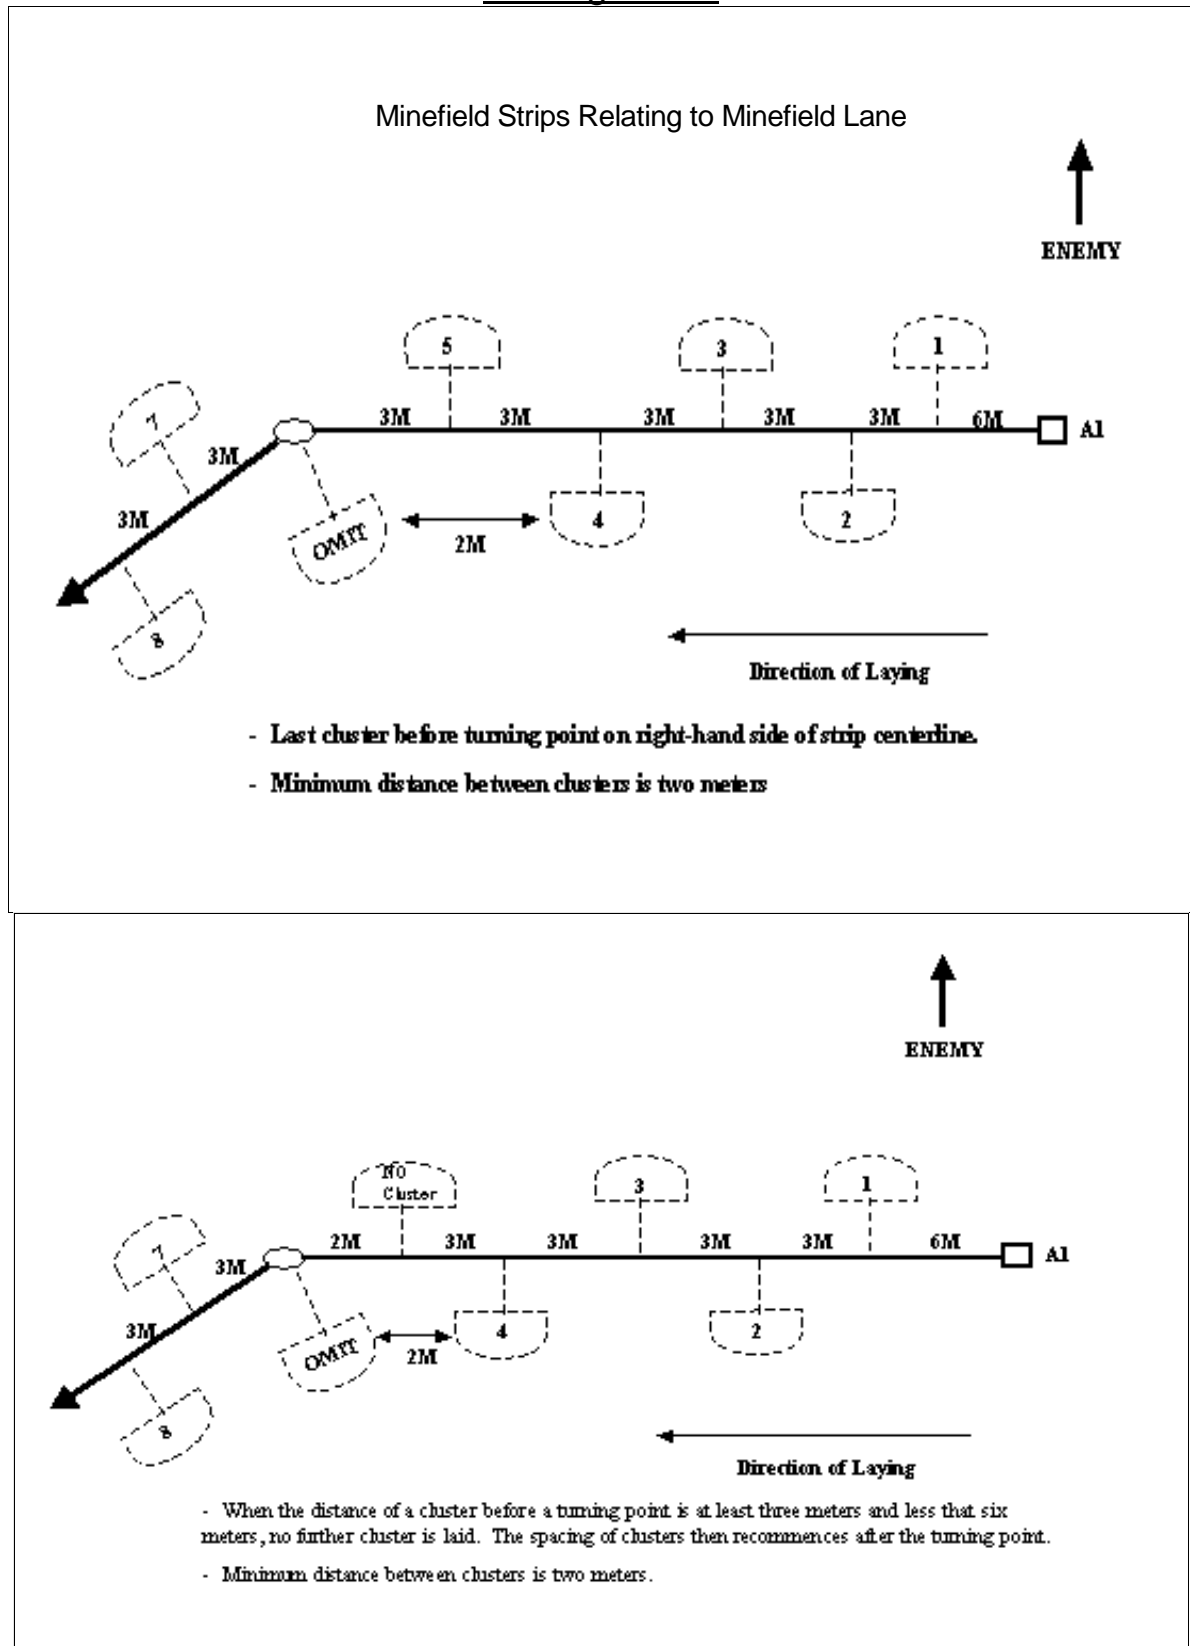 Minefield Strips Relating to Minefield Lane
ENEMY
5
3
1
7
3M
3M
3M
3M
3M
6M
A1
3M
3M
OMIT
4
2
2M
8
Direction of Laying
- Last cluster before turning point on right-hand side of strip centerline.
- Minimum distance between clusters is two meters
ENEMY
NO
Cluster
3
1
7
2M
3M
3M
3M
3M
6M
A1
3M
3M
OMIT
4
2
2M
8
Direction of Laying
- When the distance of a cluster before a turning point is at least three meters and less that six
meters, no further cluster is laid. The spacing of clusters then recommences after the turning point.
- Minimum distance between clusters is two meters.